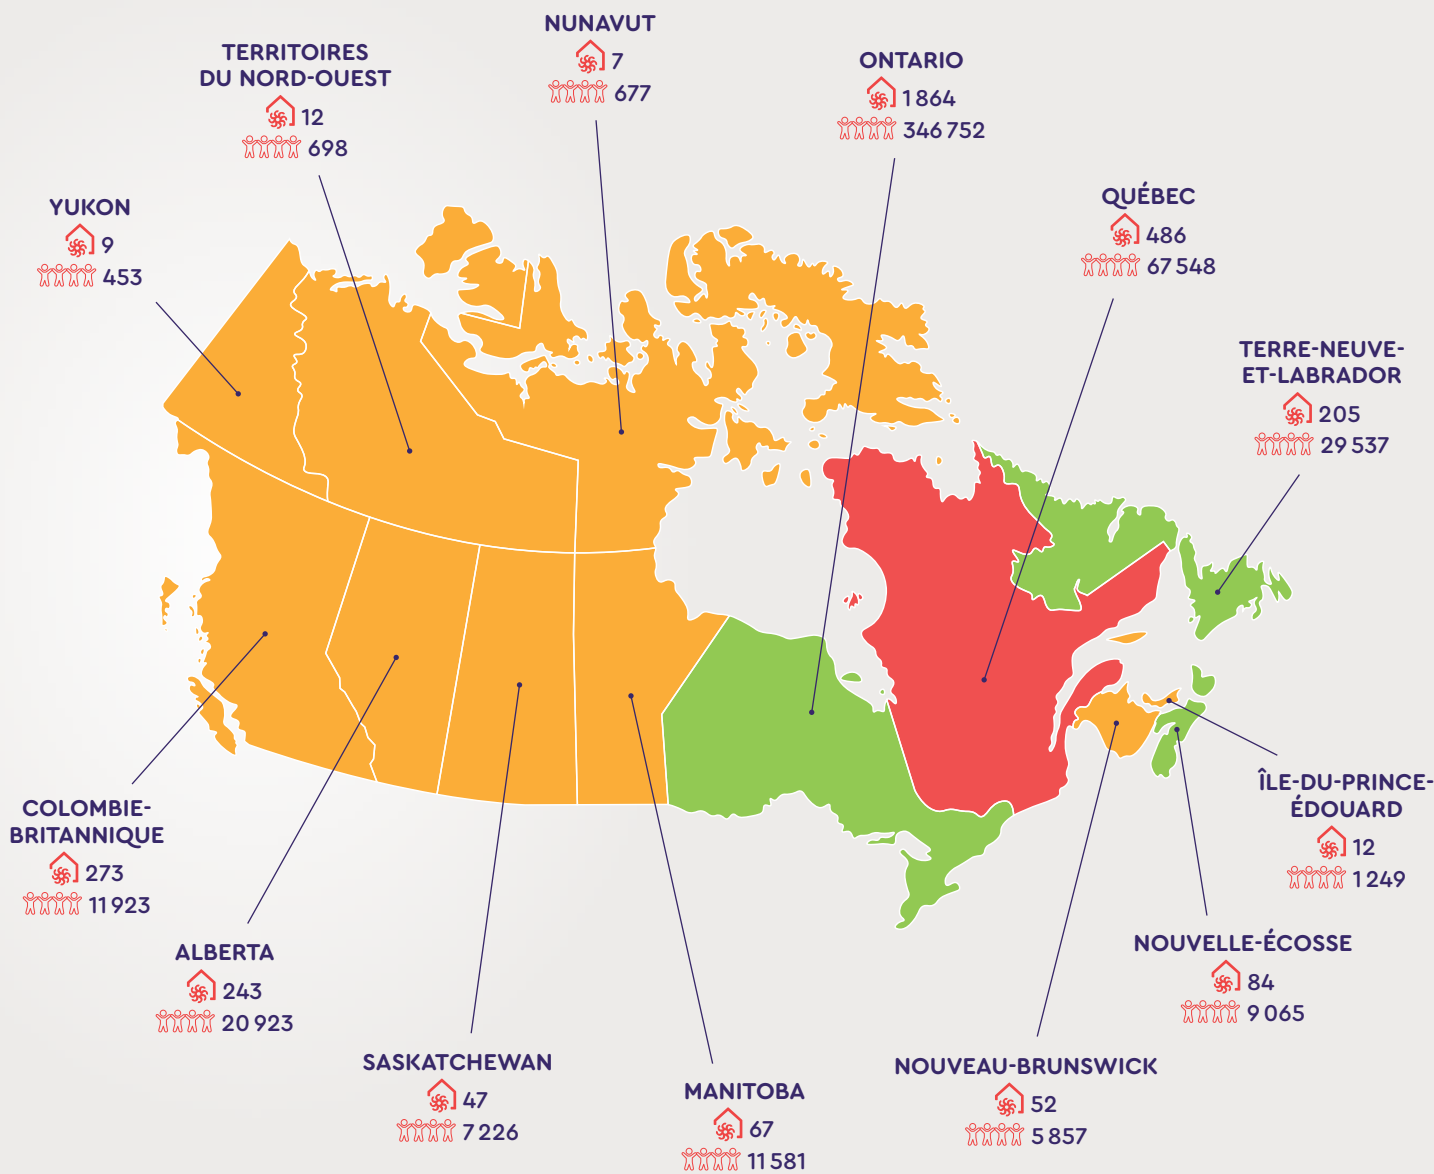 NUNAVUT
7
677
TERRITOIRES
DU NORD-OUEST
12
698
ONTARIO
1 864
346 752
YUKON
9
453
QUÉBEC
486
67 548
TERRE-NEUVE-
ET-LABRADOR
205
29 537
COLOMBIE-
BRITANNIQUE
273
11 923
ÎLE-DU-PRINCE-
ÉDOUARD
12
1 249
ALBERTA
243
20 923
NOUVELLE-ÉCOSSE
84
9 065
SASKATCHEWAN
47
7 226
MANITOBA
67
11 581
NOUVEAU-BRUNSWICK
52
5 857